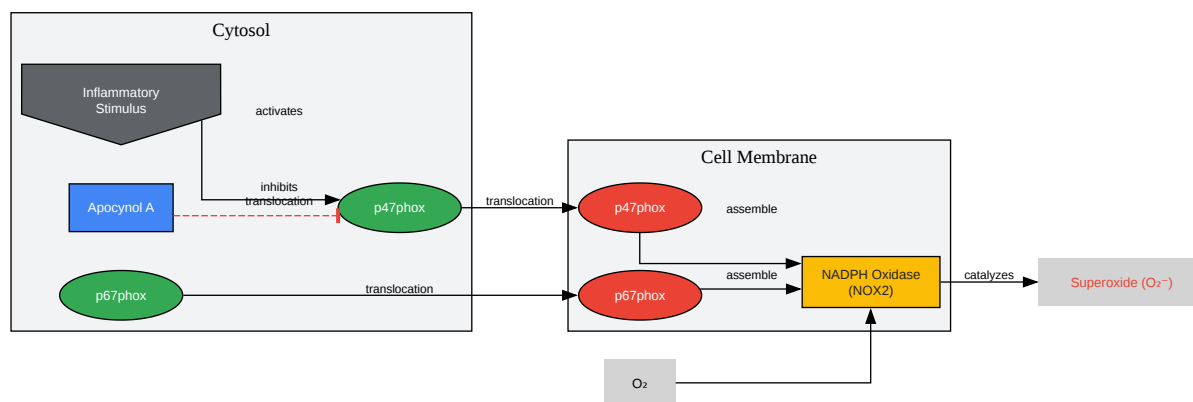 Cytosol
Inflammatory
Stimulus
activates
Apocynol A
inhibits
translocation
p47phox
translocation
p67phox
translocation
Cell Membrane
p47phox
assemble
p67phox
assemble
NADPH Oxidase
(NOX2)
catalyzes
Superoxide (O₂⁻)
O₂